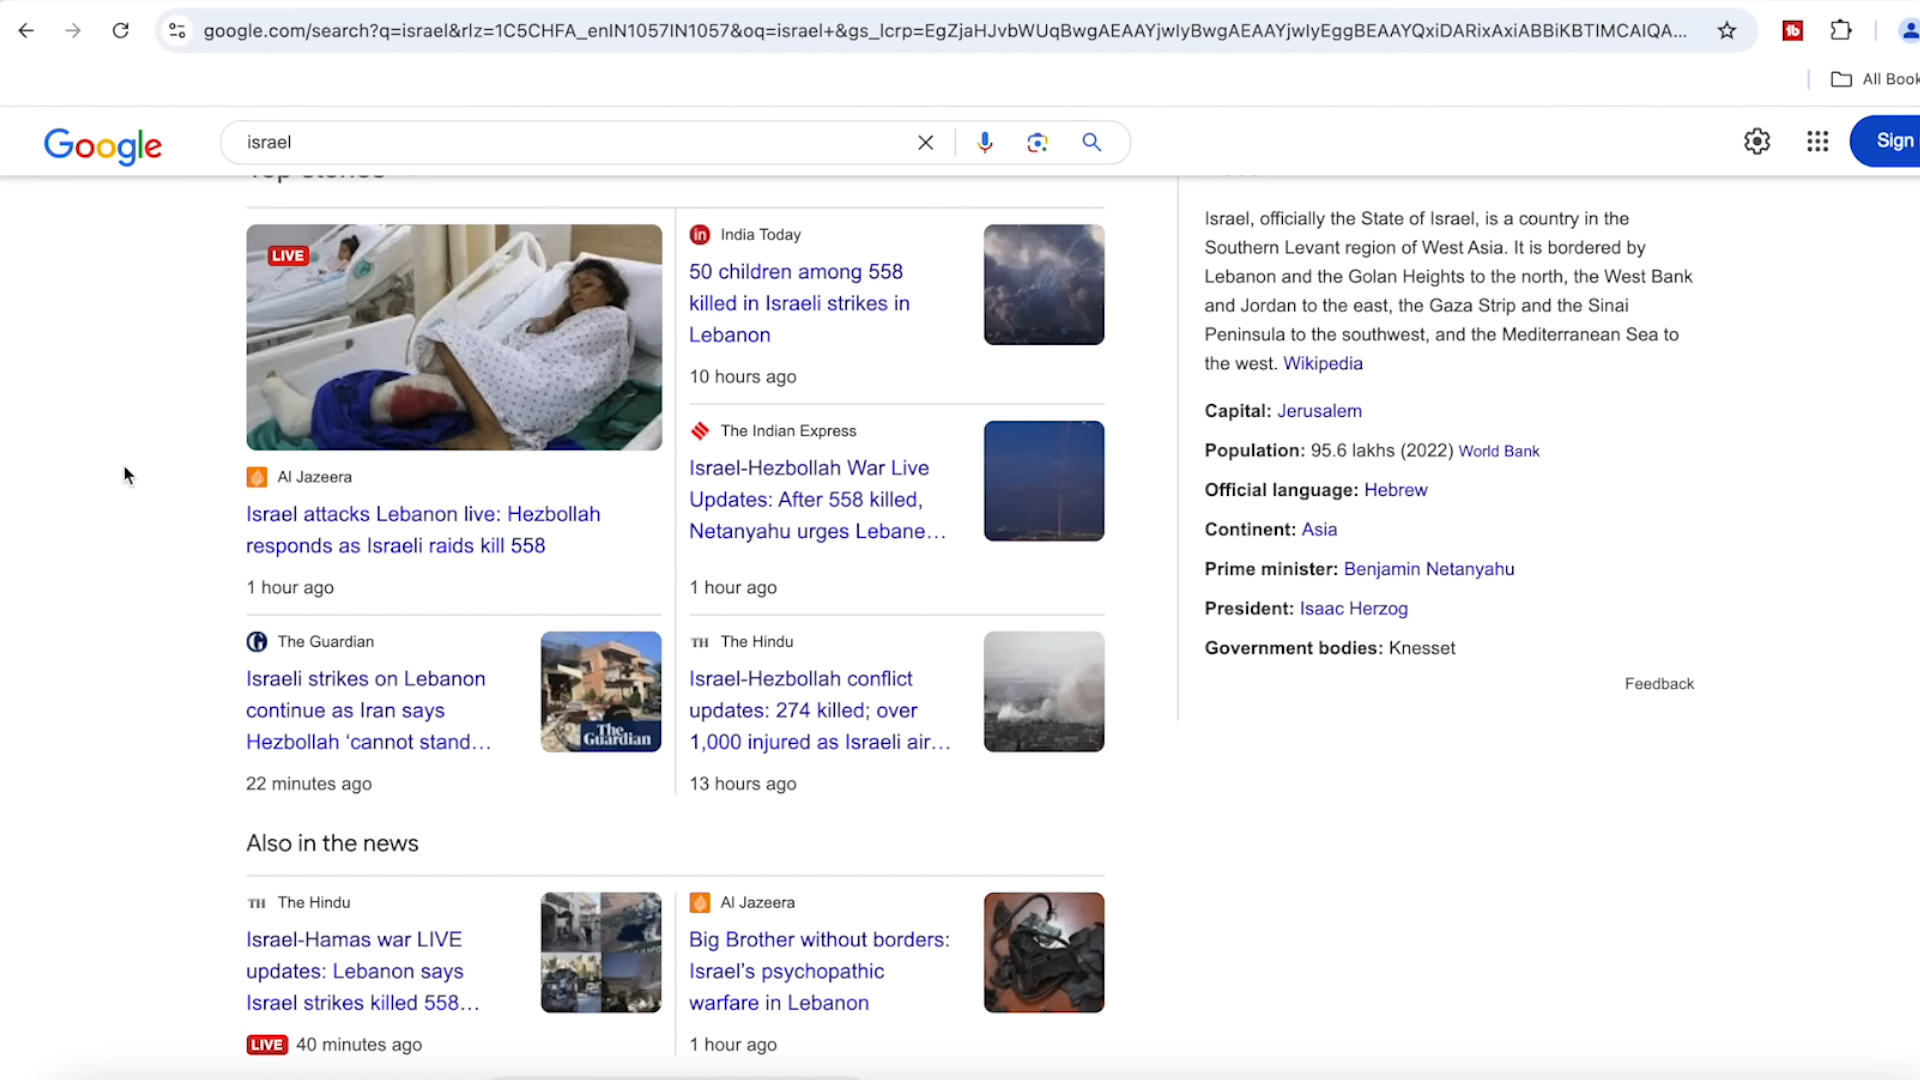 google.com/search?q=israel&rlz=1C5CHFA_enIN1057IN1057&oq=israel+&gs_lcrp=EgZjaHJvbWUqBwgAEAAYjwIyBwgAEAAYjwIyEggBEAAYQxiDARixAxiABBiKBTIMCAIQA...
All Book
Google
israel
Sign
Top stories
LIVE
Al Jazeera
Israel attacks Lebanon live: Hezbollah
responds as Israeli raids kill 558
1 hour ago
India Today
50 children among 558
killed in Israeli strikes in
Lebanon
10 hours ago
The Indian Express
Israel-Hezbollah War Live
Updates: After 558 killed,
Netanyahu urges Lebane...
1 hour ago
The Guardian
Israeli strikes on Lebanon
continue as Iran says
Hezbollah ‘cannot stand...
22 minutes ago
The
Guardian
TH The Hindu
Israel-Hezbollah conflict
updates: 274 killed; over
1,000 injured as Israeli air...
13 hours ago
Also in the news
TH The Hindu
Israel-Hamas war LIVE
updates: Lebanon says
Israel strikes killed 558...
LIVE 40 minutes ago
Al Jazeera
Big Brother without borders:
Israel's psychopathic
warfare in Lebanon
1 hour ago
Israel, officially the State of Israel, is a country in the
Southern Levant region of West Asia. It is bordered by
Lebanon and the Golan Heights to the north, the West Bank
and Jordan to the east, the Gaza Strip and the Sinai
Peninsula to the southwest, and the Mediterranean Sea to
the west. Wikipedia
Capital: Jerusalem
Population: 95.6 lakhs (2022) World Bank
Official language: Hebrew
Continent: Asia
Prime minister: Benjamin Netanyahu
President: Isaac Herzog
Government bodies: Knesset
Feedback